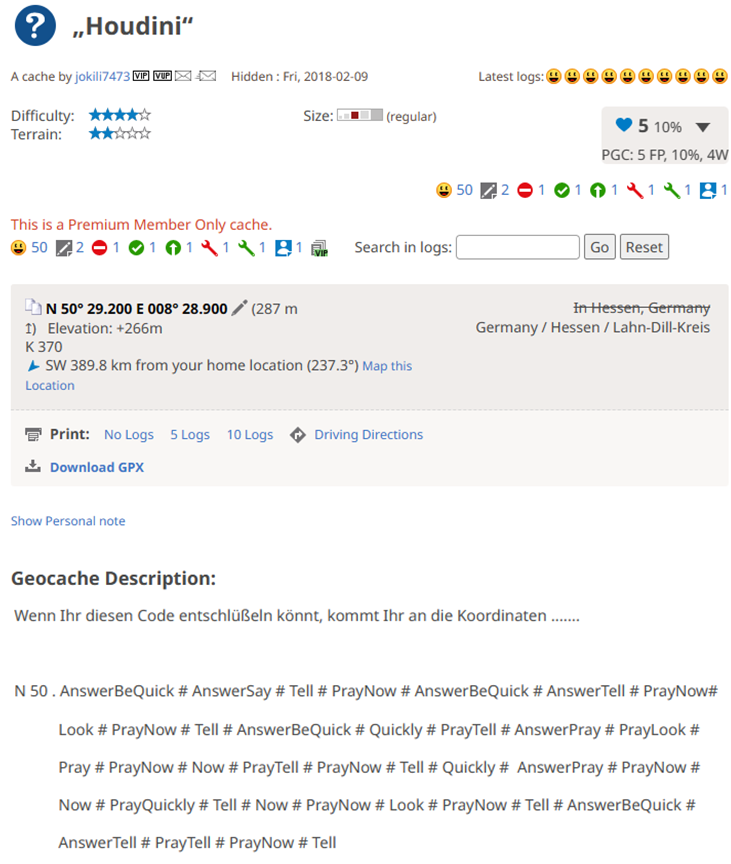 ?
„Houdini“
A cache by jokili7473 VIP VUP Hidden : Fri, 2018-02-09 Latest logs:
Difficulty: Size: (regular) 5 10%
Terrain:
PGC: 5 FP, 10%, 4W
50 2 1 1 1 1 1 1
This is a Premium Member Only cache.
50 2 1 1 1 1 1 1 VIP Search in logs: Go Reset
N 50° 29.200 E 008° 28.900 (287 m In Hessen, Germany
↕) Elevation: +266m Germany / Hessen / Lahn-Dill-Kreis
K 370
SW 389.8 km from your home location (237.3°) Map this
Location
Print: No Logs 5 Logs 10 Logs Driving Directions
Download GPX
Show Personal note
Geocache Description:
Wenn Ihr diesen Code entschlüßeln könnt, kommt Ihr an die Koordinaten .......
N 50 . AnswerBeQuick # AnswerSay # Tell # PrayNow # AnswerBeQuick # AnswerTell # PrayNow#
Look # PrayNow # Tell # AnswerBeQuick # Quickly # PrayTell # AnswerPray # PrayLook #
Pray # PrayNow # Now # PrayTell # PrayNow # Tell # Quickly # AnswerPray # PrayNow #
Now # PrayQuickly # Tell # Now # PrayNow # Look # PrayNow # Tell # AnswerBeQuick #
AnswerTell # PrayTell # PrayNow # Tell